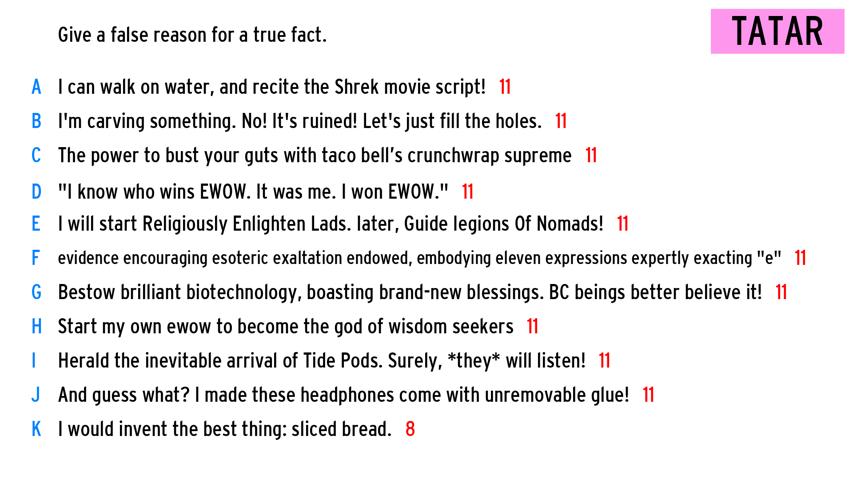 Give a false reason for a true fact.
TATAR
A I can walk on water, and recite the Shrek movie script! 11
B I'm carving something. No! It's ruined! Let's just fill the holes. 11
C The power to bust your guts with taco bell’s crunchwrap supreme 11
D "I know who wins EWOW. It was me. I won EWOW." 11
E I will start Religiously Enlighten Lads. later, Guide legions Of Nomads! 11
F evidence encouraging esoteric exaltation endowed, embodying eleven expressions expertly exacting "e" 11
G Bestow brilliant biotechnology, boasting brand-new blessings. BC beings better believe it! 11
H Start my own ewow to become the god of wisdom seekers 11
I Herald the inevitable arrival of Tide Pods. Surely, *they* will listen! 11
J And guess what? I made these headphones come with unremovable glue! 11
K I would invent the best thing: sliced bread. 8